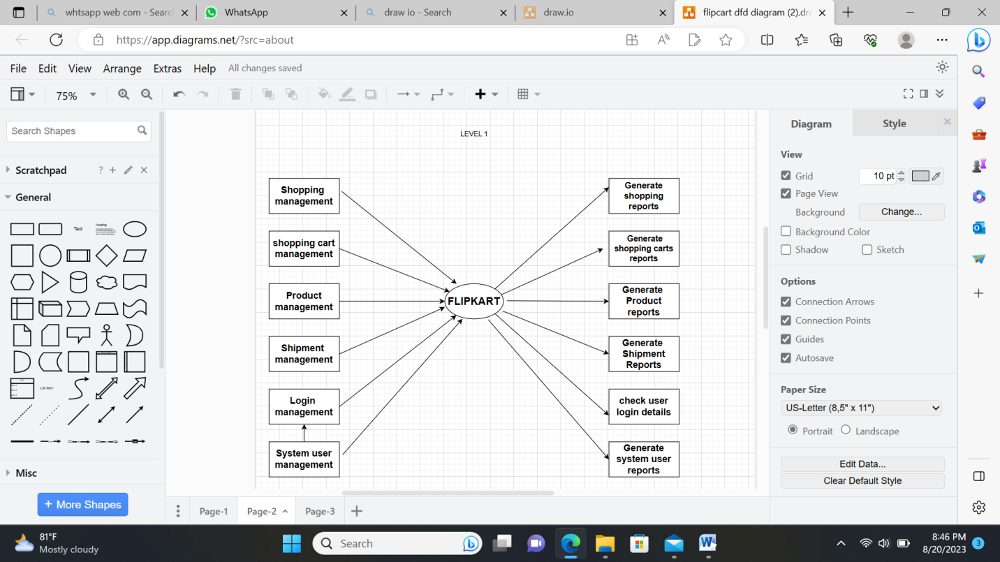 whtsapp web com - Searc
WhatsApp
draw io - Search
draw.io
flipcart dfd diagram (2).dra
https://app.diagrams.net/?src=about
File Edit View Arrange Extras Help All changes saved
75%
Search Shapes
Scratchpad
?
General
Text
Heading
List Item
Misc
+ More Shapes
LEVEL 1
Shopping
management
shopping cart
management
Product
management
Shipment
management
Login
management
System user
management
FLIPKART
Generate
shopping
reports
Generate
shopping carts
reports
Generate
Product
reports
Generate
Shipment
Reports
check user
login details
Generate
system user
reports
Page-1 Page-2 Page-3
Diagram Style
View
Grid 10 pt
Page View
Background Change...
Background Color
Shadow Sketch
Options
Connection Arrows
Connection Points
Guides
Autosave
Paper Size
US-Letter (8,5" x 11")
Portrait Landscape
Edit Data...
Clear Default Style
81°F
Mostly cloudy
Search
8:46 PM
8/20/2023
3